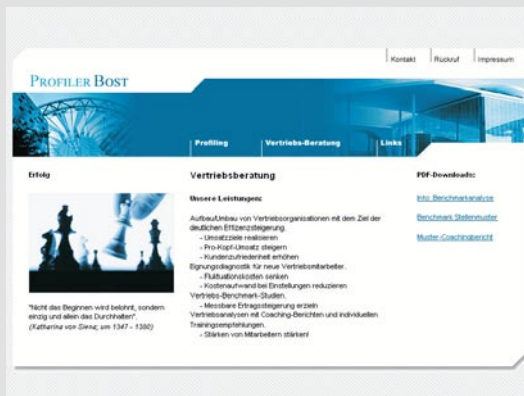 Kontakt
Rückruf
Impressum
PROFILER BOST
Profiling
Vertriebs-Beratung
Links
Erfolg
"Nicht das Beginnen wird belohnt, sondern
einzig und allein das Durchhalten".
(Katharina von Siena; um 1347 - 1380)
Vertriebsberatung
Unsere Leistungen:
Aufbau/Umbau von Vertriebsorganisationen mit dem Ziel der
deutlichen Effizenzsteigerung.
- Umsatzziele realisieren
- Pro-Kopf-Umsatz steigern
- Kundenzufriedenheit erhöhen
Eignungsdiagnostik für neue Vertriebsmitarbeiter.
- Fluktuationskosten senken
- Kostenaufwand bei Einstellungen reduzieren
Vertriebs-Benchmark-Studien.
- Messbare Ertragssteigerung erzieln
Vertriebsanalysen mit Coaching-Berichten und individuellen
Trainingsempfehlungen.
- Stärken von Mitarbeitern stärken!
PDF-Downloads:
Info: Benchmarkanalyse
Benchmark Stellenmuster
Muster-Coachingbericht